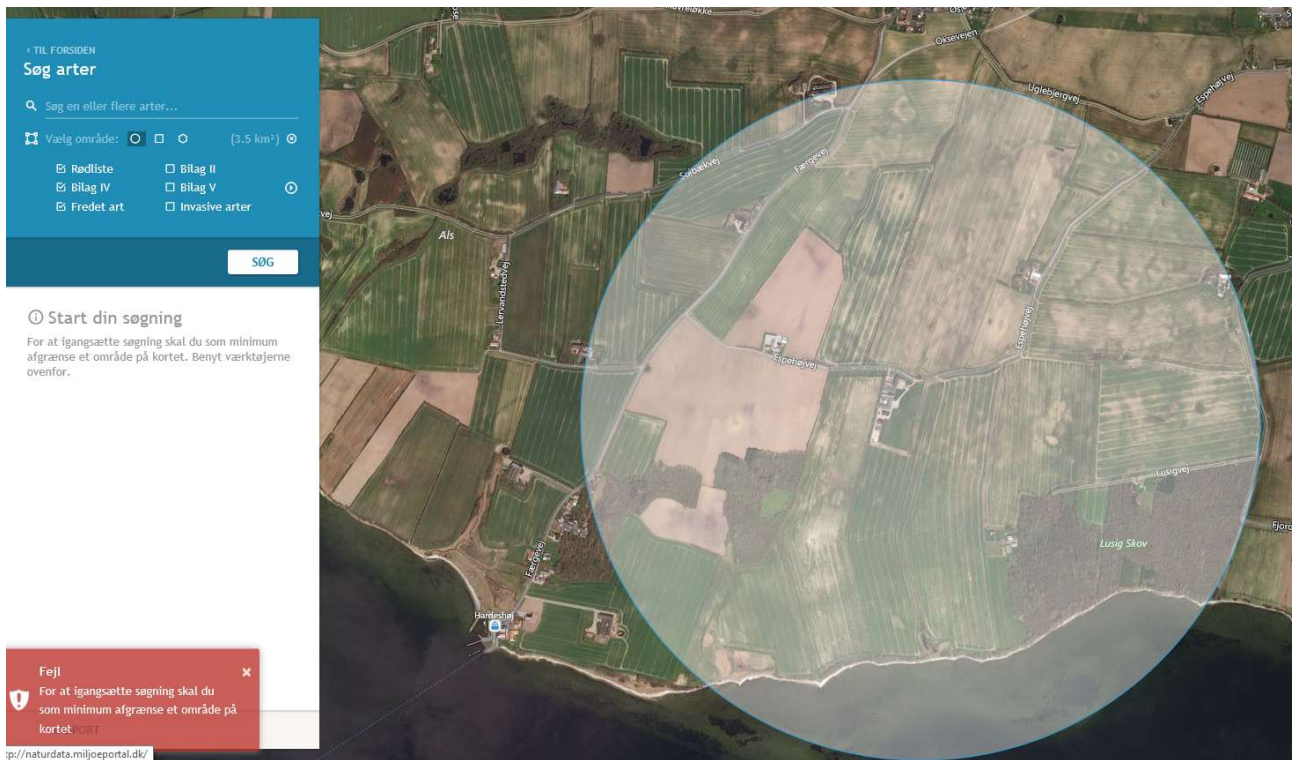 ‹ TIL FORSIDEN
Søg arter
Søg en eller flere arter...
Vælg område: (3.5 km²)
Rødliste Bilag II
Bilag IV Bilag V
Fredet art Invasive arter
SØG
Start din søgning
For at igangsætte søgning skal du som minimum
afgrænse et område på kortet. Benyt værktøjerne
ovenfor.
Fejl
For at igangsætte søgning skal du
som minimum afgrænse et område på
kortet
tp://naturdata.miljoeportal.dk/
Oksevejen
Uglebjergvej
Espehøjvej
Færgevej
Solbækvej
vej
Als
Lervandstedvej
Espehøjvej
Espehøjvej
Lusigvej
Lusig Skov
Færgevej
Hardeshøj